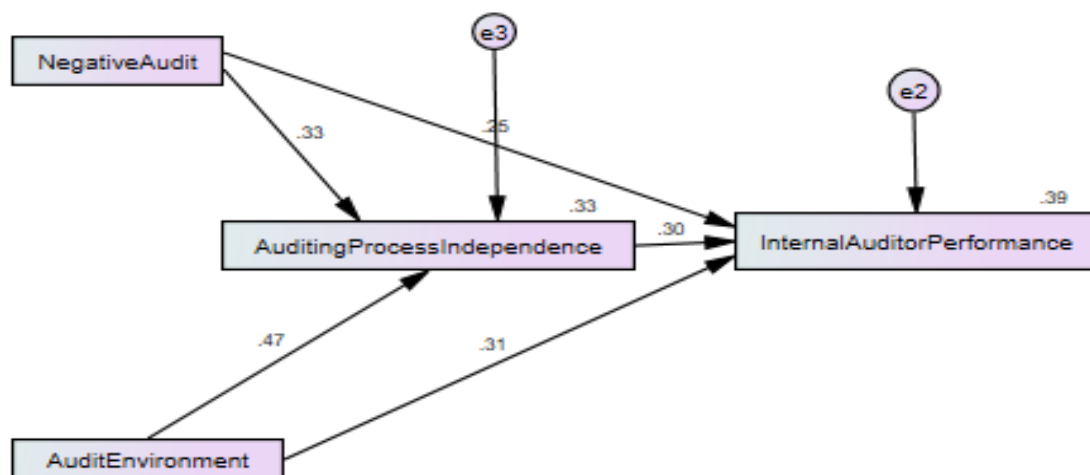 e3
NegativeAudit
e2
.33
.25
.33
.39
AuditingProcessIndependence
.30
InternalAuditorPerformance
.47
.31
AuditEnvironment